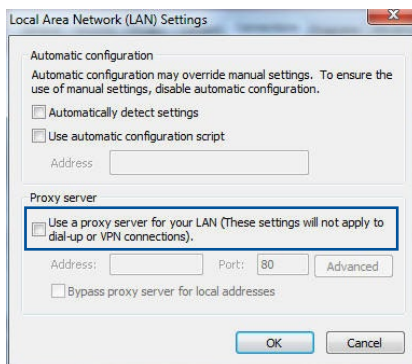 Local Area Network (LAN) Settings
Automatic configuration
Automatic configuration may override manual settings. To ensure the
use of manual settings, disable automatic configuration.
Automatically detect settings
Use automatic configuration script
Address
Proxy server
Use a proxy server for your LAN (These settings will not apply to
dial-up or VPN connections).
Address: Port: 80 Advanced
Bypass proxy server for local addresses
OK Cancel